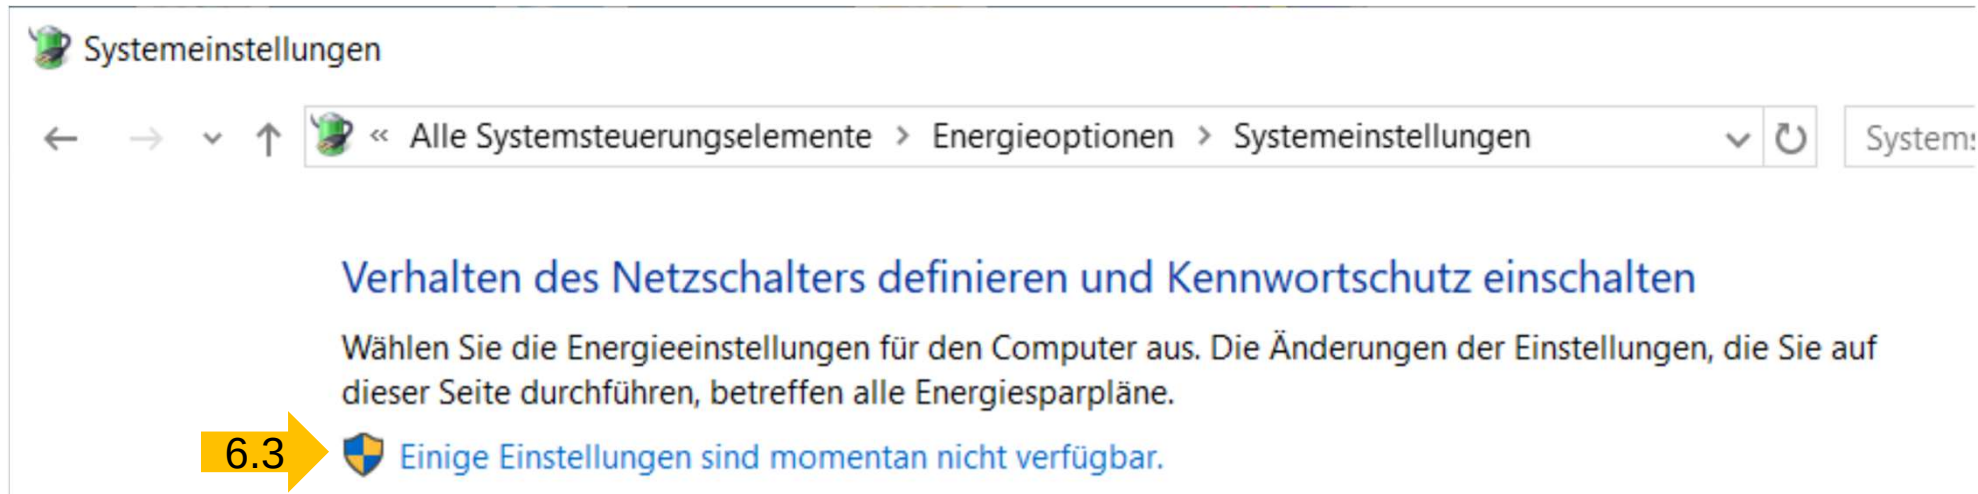 Systemeinstellungen
« Alle Systemsteuerungselemente > Energieoptionen > Systemeinstellungen
Verhalten des Netzschalters definieren und Kennwortschutz einschalten
Wählen Sie die Energieeinstellungen für den Computer aus. Die Änderungen der Einstellungen, die Sie auf
dieser Seite durchführen, betreffen alle Energiesparpläne.
6.3 Einige Einstellungen sind momentan nicht verfügbar.